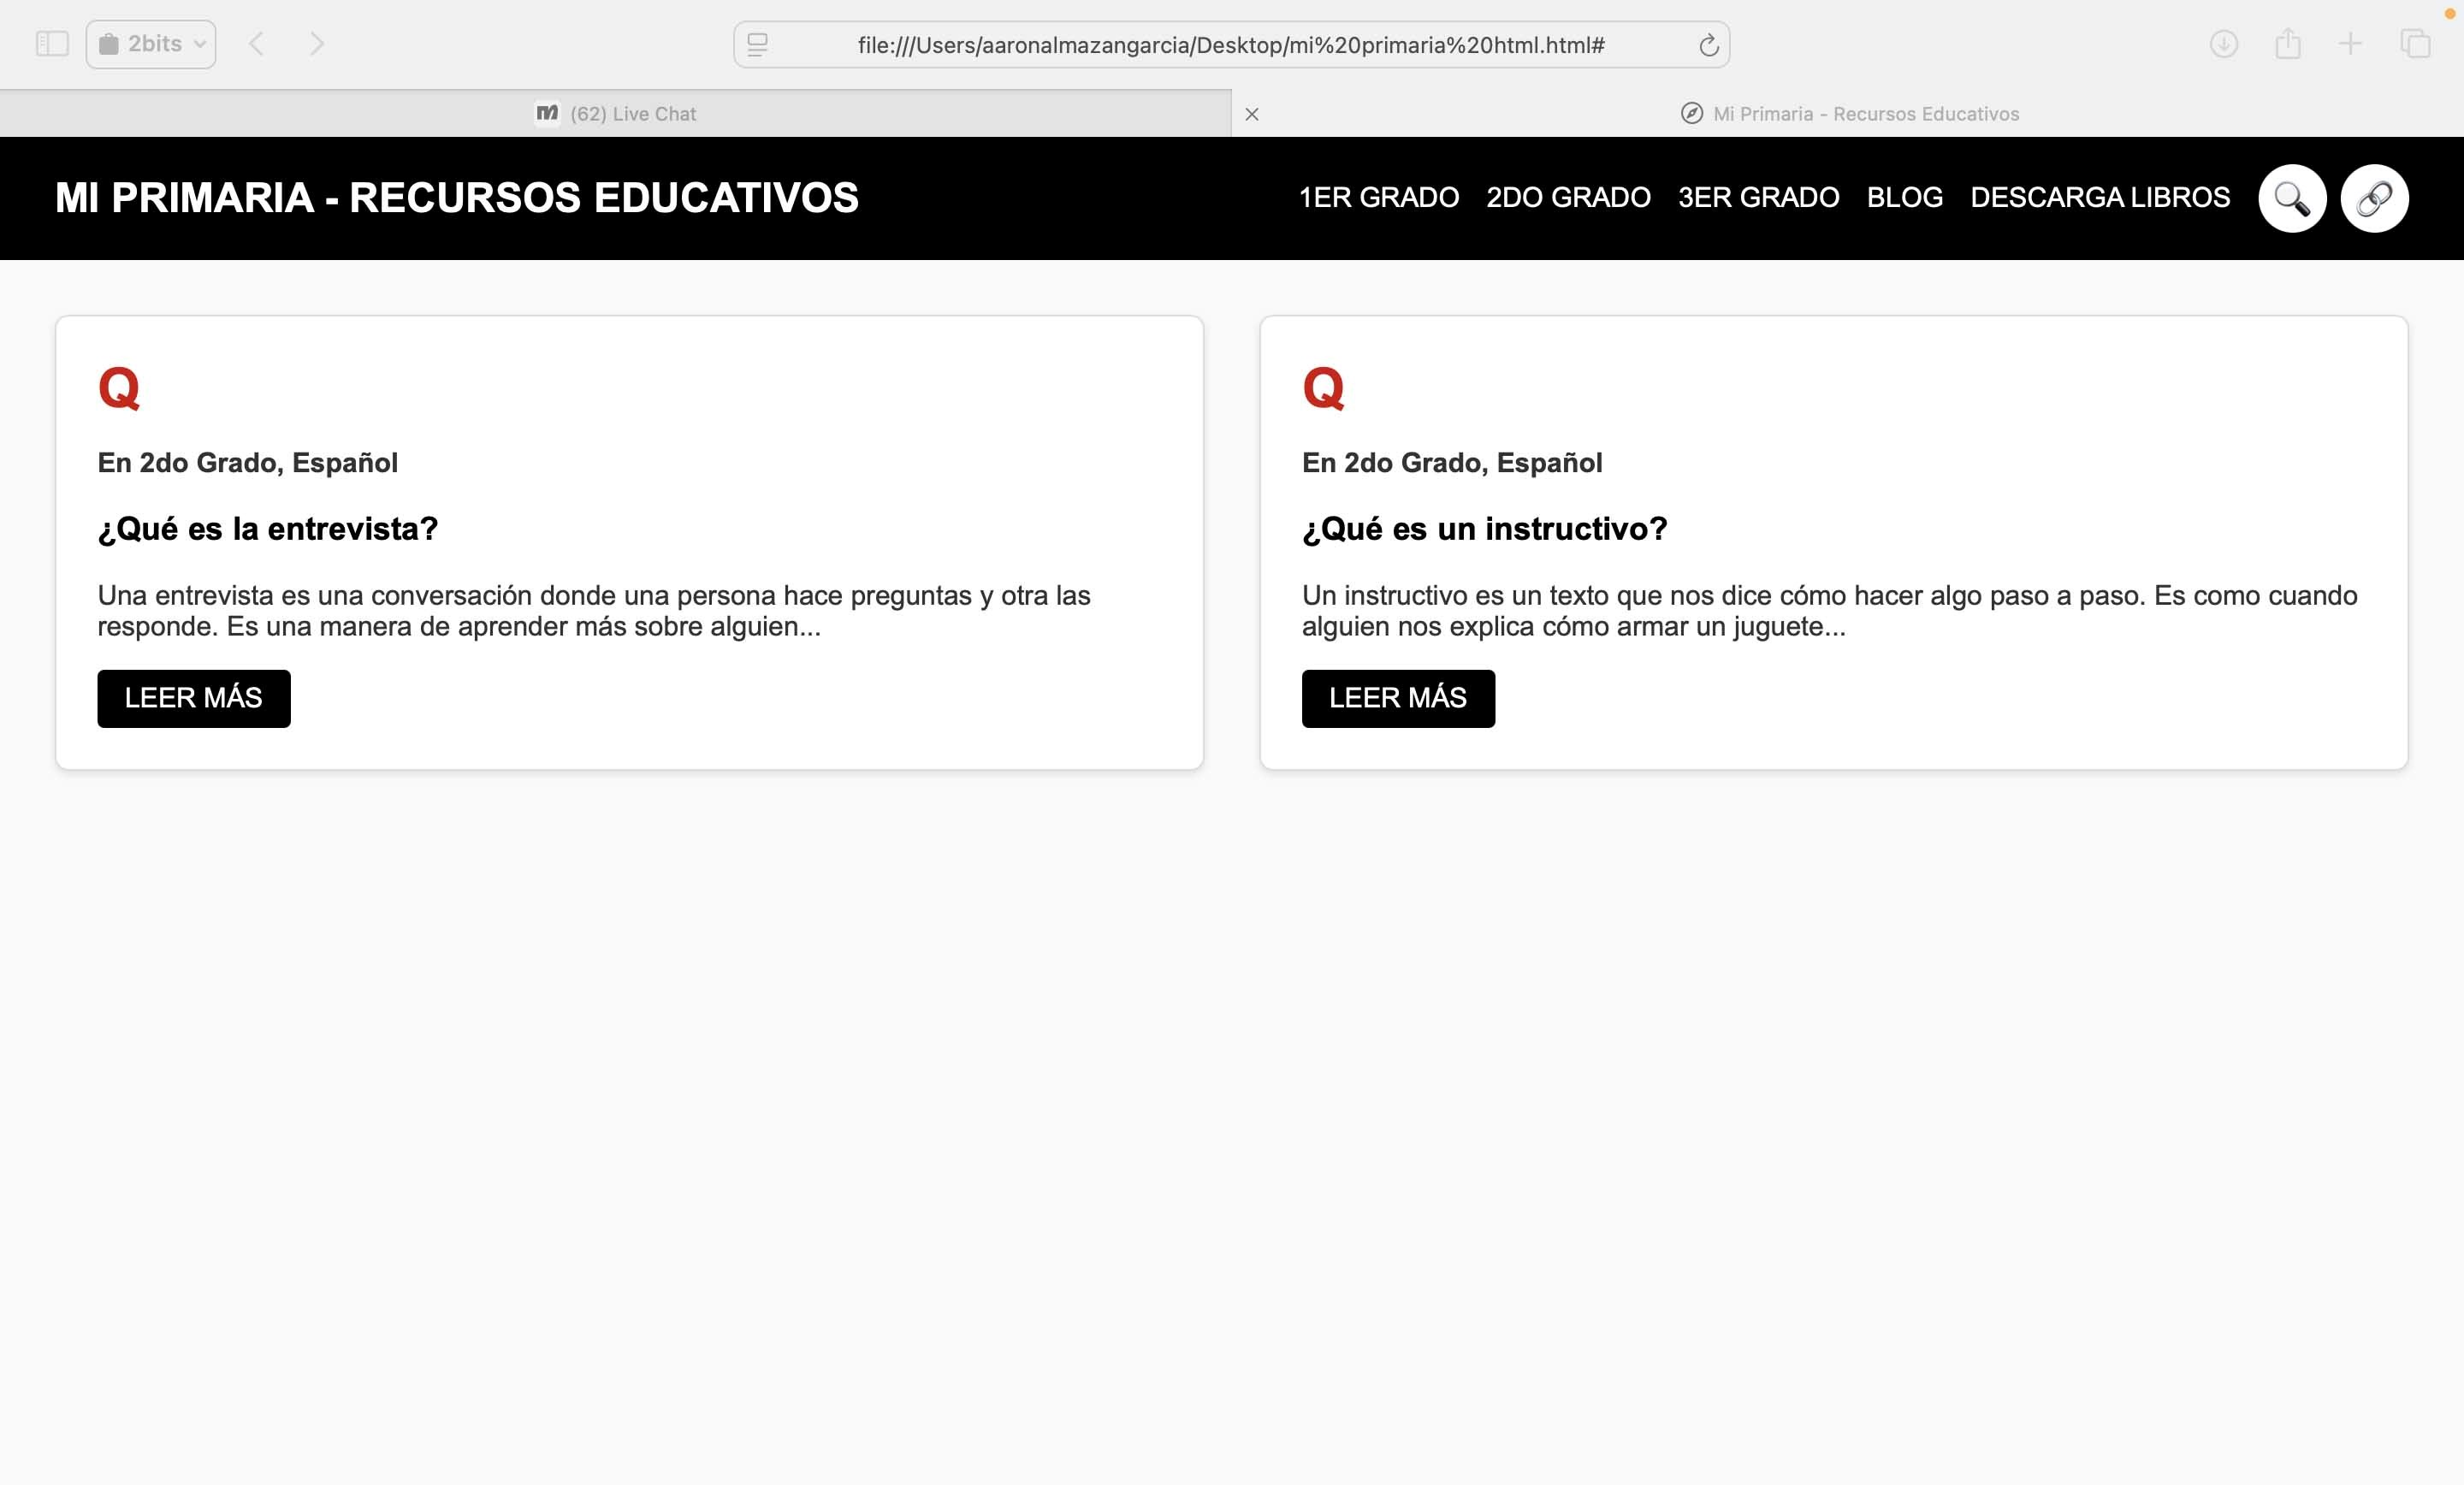 2bits
file:///Users/aaronalmazangarcia/Desktop/mi%20primaria%20html.html#
(62) Live Chat
Mi Primaria - Recursos Educativos
MI PRIMARIA - RECURSOS EDUCATIVOS
1ER GRADO 2DO GRADO 3ER GRADO BLOG DESCARGA LIBROS
Q
En 2do Grado, Español
¿Qué es la entrevista?
Una entrevista es una conversación donde una persona hace preguntas y otra las
responde. Es una manera de aprender más sobre alguien...
LEER MÁS
Q
En 2do Grado, Español
¿Qué es un instructivo?
Un instructivo es un texto que nos dice cómo hacer algo paso a paso. Es como cuando
alguien nos explica cómo armar un juguete...
LEER MÁS